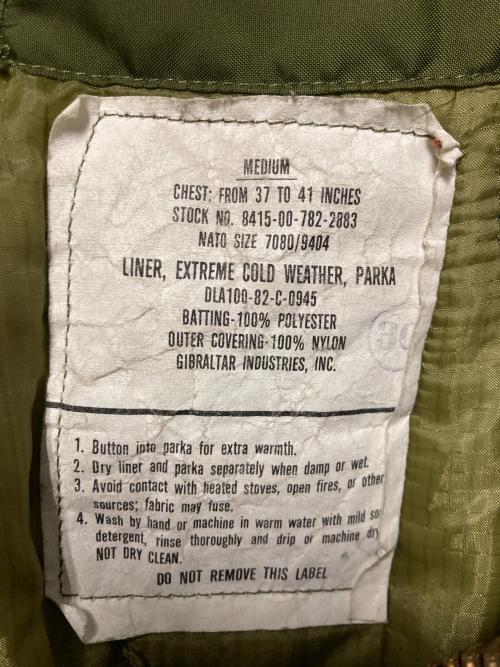 MEDIUM
CHEST: FROM 37 TO 41 INCHES
STOCK NO. 8415-00-782-2883
NATO SIZE 7080/9404
LINER, EXTREME COLD WEATHER, PARKA
DLA100-82-C-0945
BATTING-100% POLYESTER
OUTER COVERING-100% NYLON
GIBRALTAR INDUSTRIES, INC.
1. Button into parka for extra warmth.
2. Dry liner and parka separately when damp or wet.
3. Avoid contact with heated stoves, open fires, or other
sources; fabric may fuse.
4. Wash by hand or machine in warm water with mild
detergent, rinse thoroughly and drip or machine dry
NOT DRY CLEAN.
DO NOT REMOVE THIS LABEL